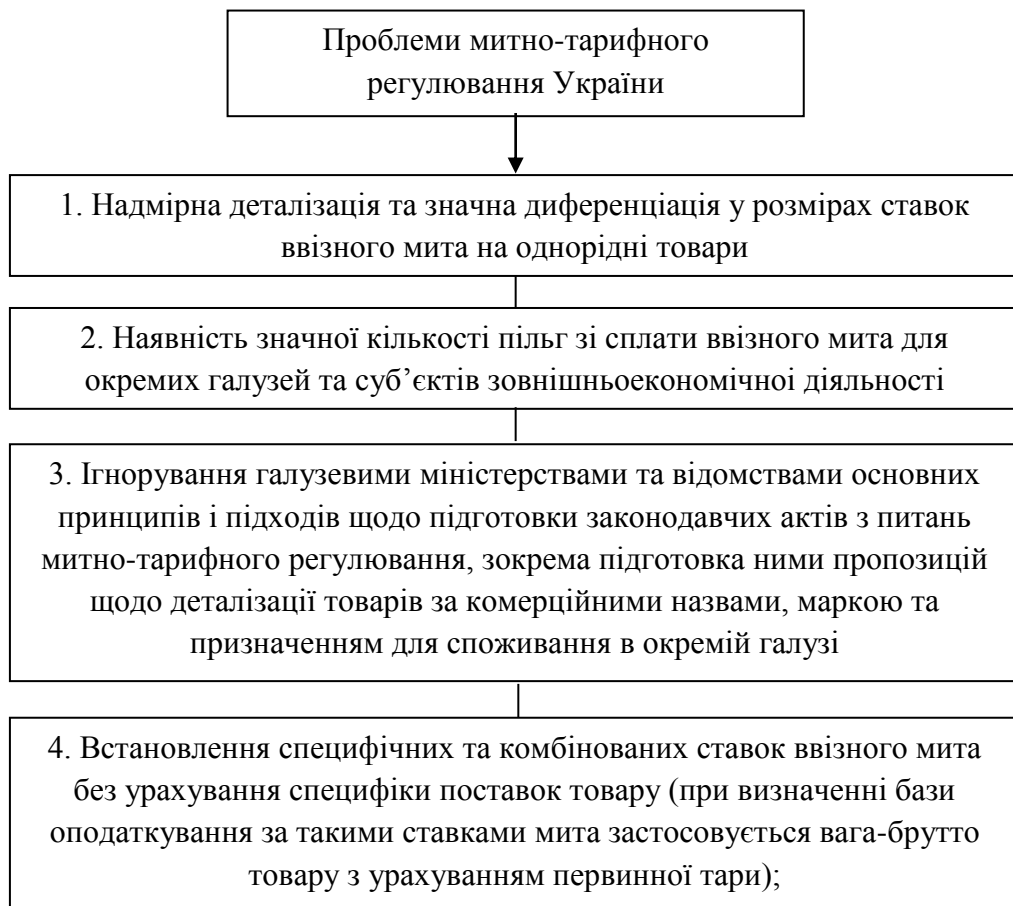 Проблеми митно-тарифного
регулювання України
1. Надмірна деталізація та значна диференціація у розмірах ставок
ввізного мита на однорідні товари
2. Наявність значної кількості пільг зі сплати ввізного мита для
окремих галузей та суб’єктів зовнішньоекономічної діяльності
3. Ігнорування галузевими міністерствами та відомствами основних
принципів і підходів щодо підготовки законодавчих актів з питань
митно-тарифного регулювання, зокрема підготовка ними пропозицій
щодо деталізації товарів за комерційними назвами, маркою та
призначенням для споживання в окремій галузі
4. Встановлення специфічних та комбінованих ставок ввізного мита
без урахування специфіки поставок товару (при визначенні бази
оподаткування за такими ставками мита застосовується вага-брутто
товару з урахуванням первинної тари);